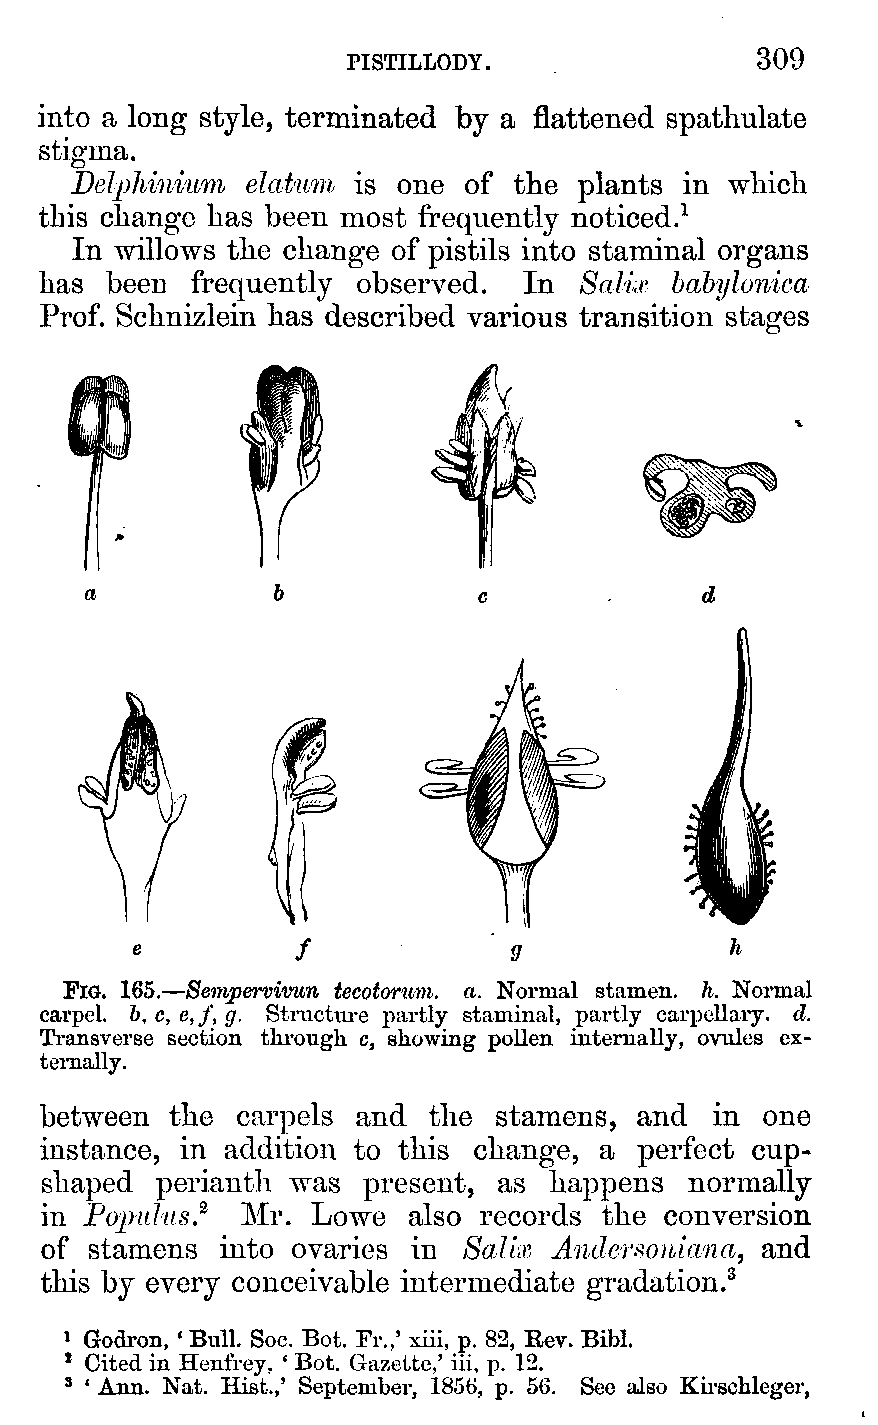 PISTILLODY. 309
into a long style, terminated by a flattened spathulate
stigma.
Delphinium elatum is one of the plants in which
this change has been most frequently noticed.¹
In willows the change of pistils into staminal organs
has been frequently observed. In Salix babylonica
Prof. Schnizlein has described various transition stages
a b c d
e f g h
FIG. 165.—Sempervivun tecotorum. a. Normal stamen. h. Normal
carpel. b, c, e, f, g. Structure partly staminal, partly carpellary. d.
Transverse section through c, showing pollen internally, ovules ex-
ternally.
between the carpels and the stamens, and in one
instance, in addition to this change, a perfect cup-
shaped perianth was present, as happens normally
in Populus.² Mr. Lowe also records the conversion
of stamens into ovaries in Salix Andersoniana, and
this by every conceivable intermediate gradation.³
¹ Godron, ‘Bull. Soc. Bot. Fr.,’ xiii, p. 82, Rev. Bibl.
² Cited in Henfrey, ‘Bot. Gazette,’ iii, p. 12.
³ ‘Ann. Nat. Hist.,’ September, 1856, p. 56. See also Kirschleger,